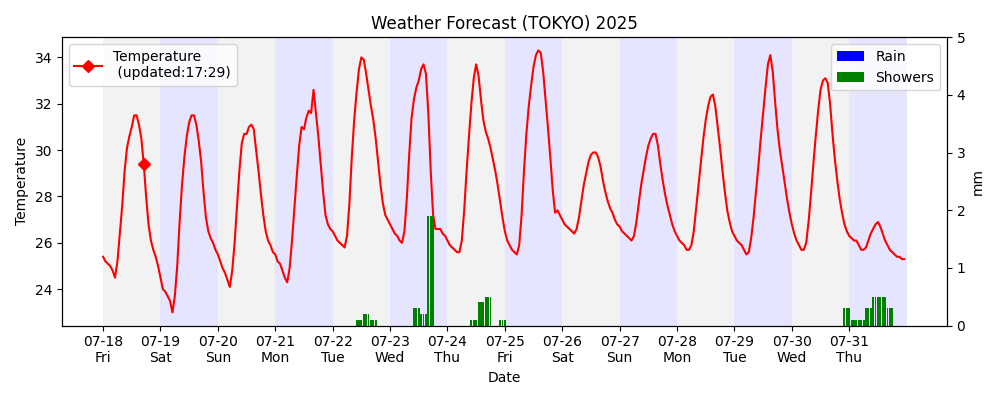 Weather Forecast (TOKYO) 2025
Temperature
(updated:17:29)
Rain
Showers
Temperature
34
32
30
28
26
24
5
4
3
2
1
0
mm
07-18 07-19 07-20 07-21 07-22 07-23 07-24 07-25 07-26 07-27 07-28 07-29 07-30 07-31
Fri Sat Sun Mon Tue Wed Thu Fri Sat Sun Mon Tue Wed Thu
Date